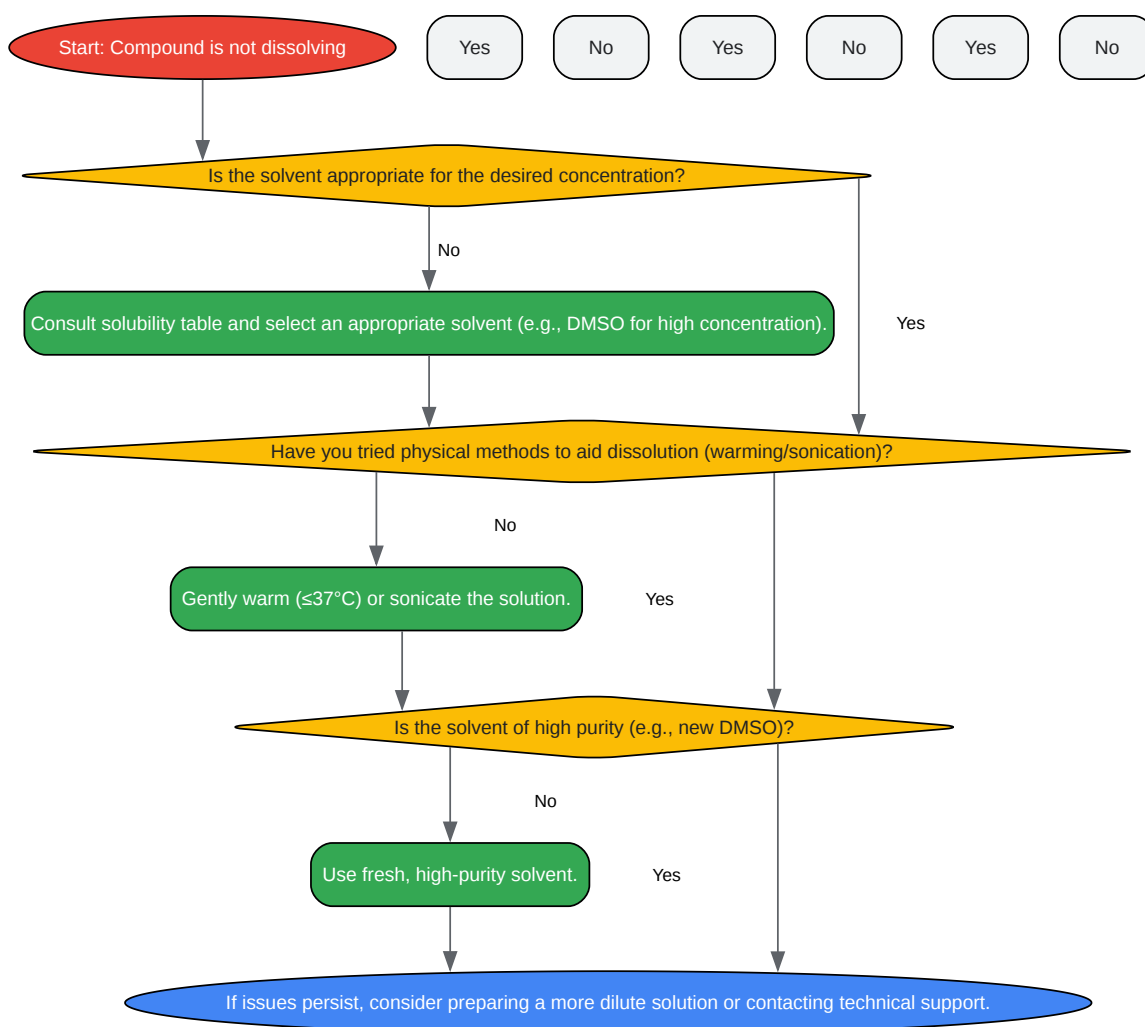 Start: Compound is not dissolving
Yes
No
Yes
No
Yes
No
Is the solvent appropriate for the desired concentration?
No
Consult solubility table and select an appropriate solvent (e.g., DMSO for high concentration).
Yes
Have you tried physical methods to aid dissolution (warming/sonication)?
No
Gently warm (≤37°C) or sonicate the solution.
Yes
Is the solvent of high purity (e.g., new DMSO)?
No
Use fresh, high-purity solvent.
Yes
If issues persist, consider preparing a more dilute solution or contacting technical support.